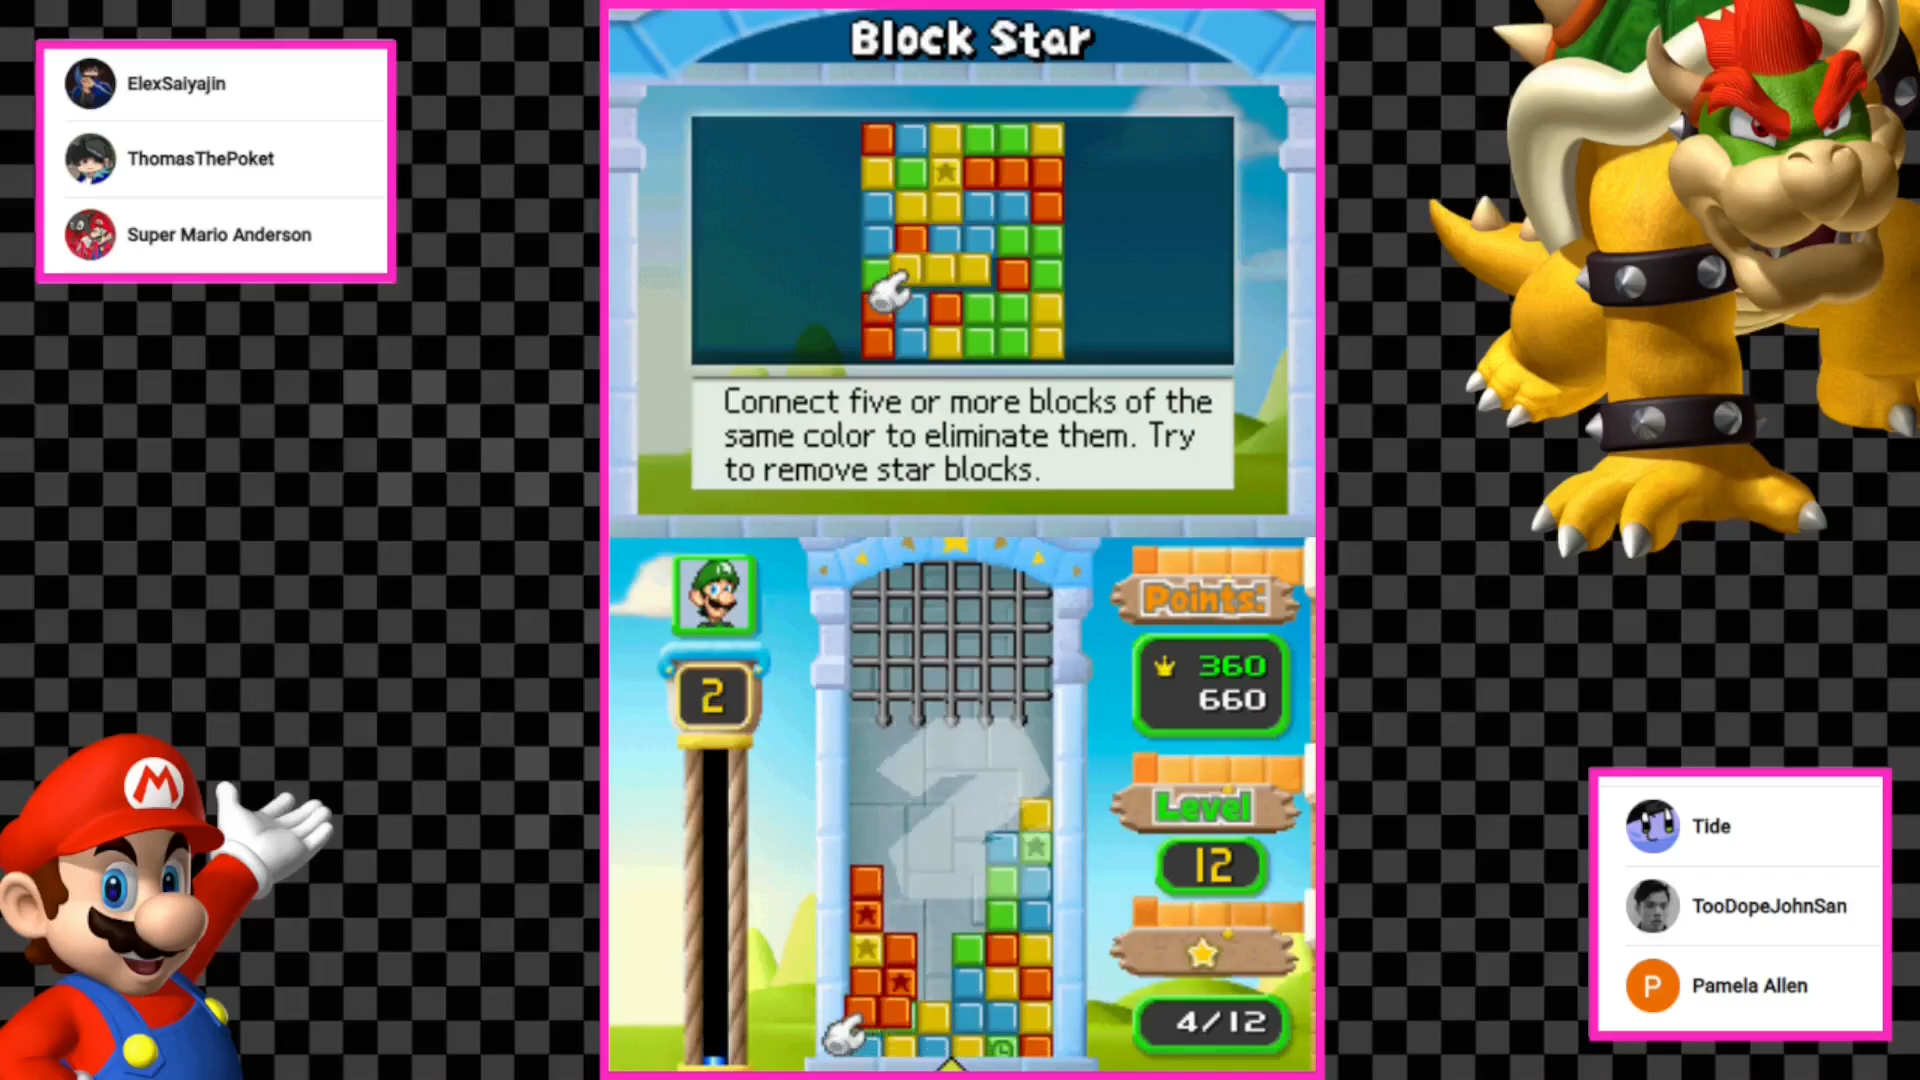 Block Star
ElexSaiyajin
ThomasThePoket
Super Mario Anderson
Connect five or more blocks of the
same color to eliminate them. Try
to remove star blocks.
Points:
360
660
2
Level
12
4/12
M
Tide
TooDopeJohnSan
P
Pamela Allen